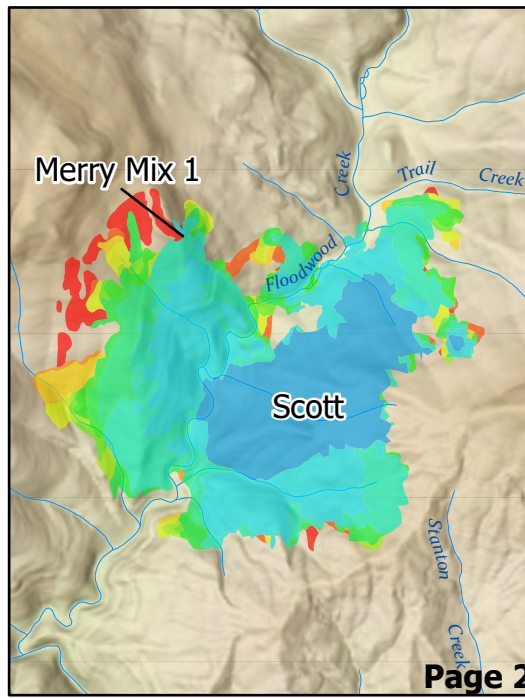 Creek
Trail Creek
Merry Mix 1
Floodwood
Scott
Stanton
Creek
Page 2